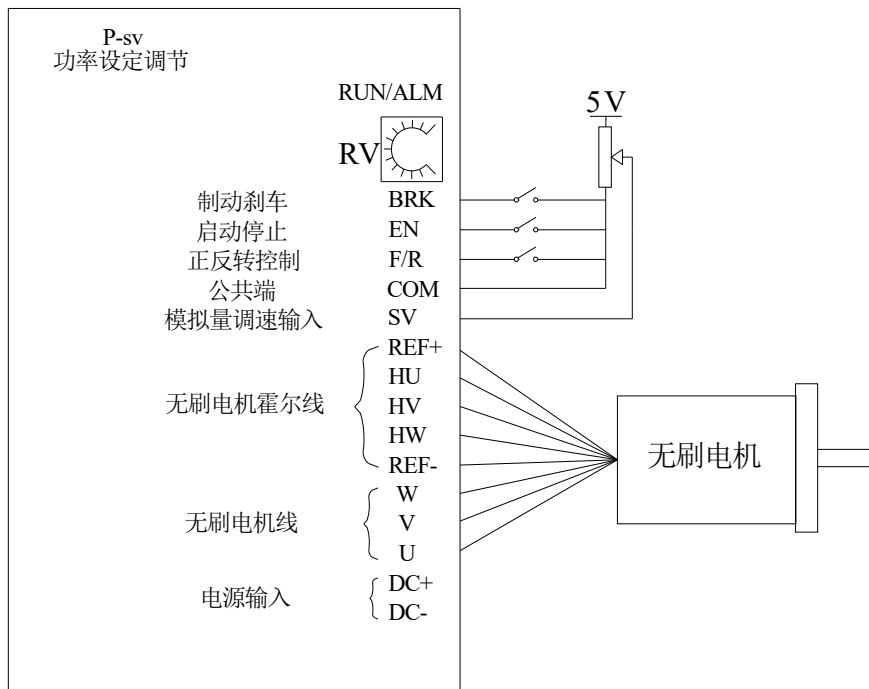 P-sv
功率设定调节
RUN/ALM
5V
RV
制动刹车 BRK
启动停止 EN
正反转控制 F/R
公共端 COM
模拟量调速输入 SV
REF+
HU
无刷电机霍尔线 HV
HW
REF-
无刷电机
W
无刷电机线 V
U
电源输入 DC+
DC-